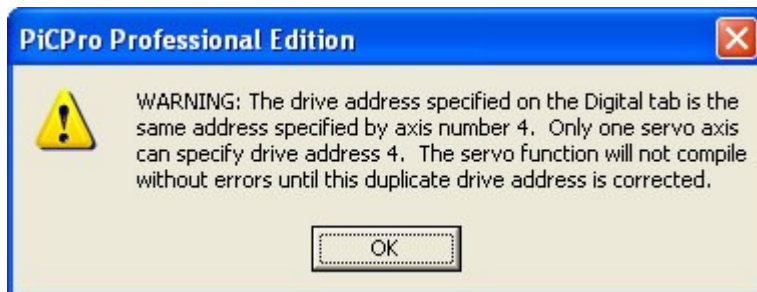 PiCPro Professional Edition
WARNING: The drive address specified on the Digital tab is the
same address specified by axis number 4. Only one servo axis
can specify drive address 4. The servo function will not compile
without errors until this duplicate drive address is corrected.
OK